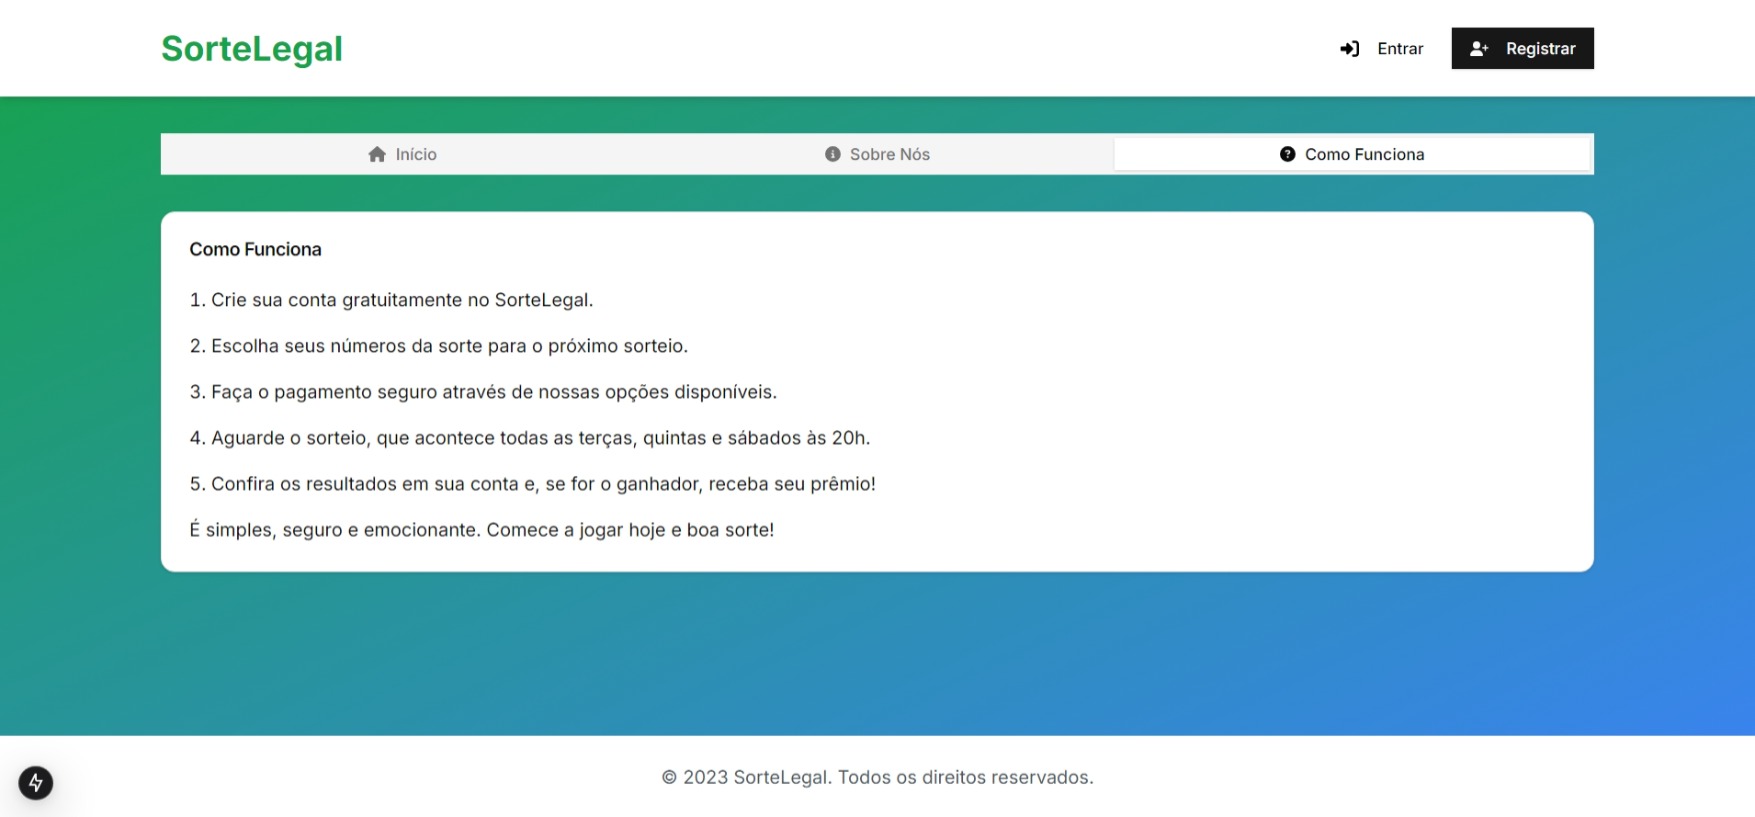 SorteLegal
Entrar
Registrar
Início
Sobre Nós
Como Funciona
Como Funciona
1. Crie sua conta gratuitamente no SorteLegal.
2. Escolha seus números da sorte para o próximo sorteio.
3. Faça o pagamento seguro através de nossas opções disponíveis.
4. Aguarde o sorteio, que acontece todas as terças, quintas e sábados às 20h.
5. Confira os resultados em sua conta e, se for o ganhador, receba seu prêmio!
É simples, seguro e emocionante. Comece a jogar hoje e boa sorte!
© 2023 SorteLegal. Todos os direitos reservados.